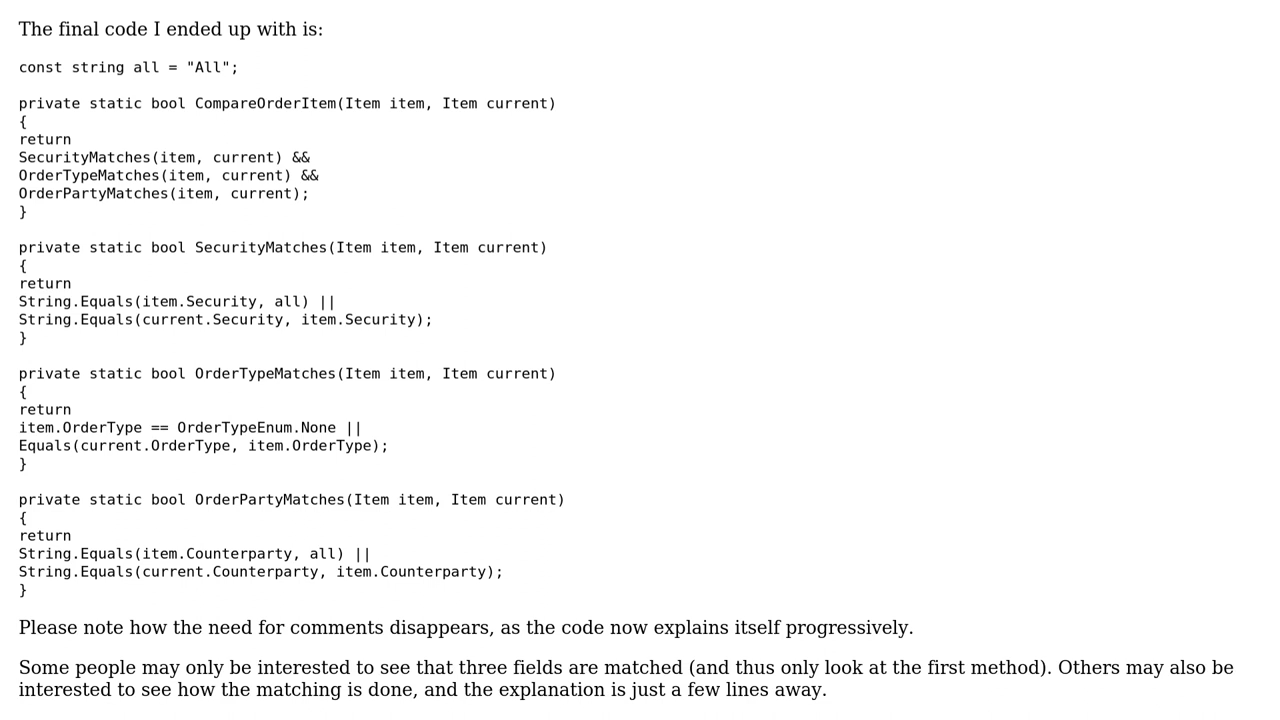 The final code I ended up with is:
const string all = "All";
private static bool CompareOrderItem(Item item, Item current)
{
return
SecurityMatches(item, current) &&
OrderTypeMatches(item, current) &&
OrderPartyMatches(item, current);
}
private static bool SecurityMatches(Item item, Item current)
{
return
String.Equals(item.Security, all) ||
String.Equals(current.Security, item.Security);
}
private static bool OrderTypeMatches(Item item, Item current)
{
return
item.OrderType == OrderTypeEnum.None ||
Equals(current.OrderType, item.OrderType);
}
private static bool OrderPartyMatches(Item item, Item current)
{
return
String.Equals(item.Counterparty, all) ||
String.Equals(current.Counterparty, item.Counterparty);
}
Please note how the need for comments disappears, as the code now explains itself progressively.
Some people may only be interested to see that three fields are matched (and thus only look at the first method). Others may also be
interested to see how the matching is done, and the explanation is just a few lines away.